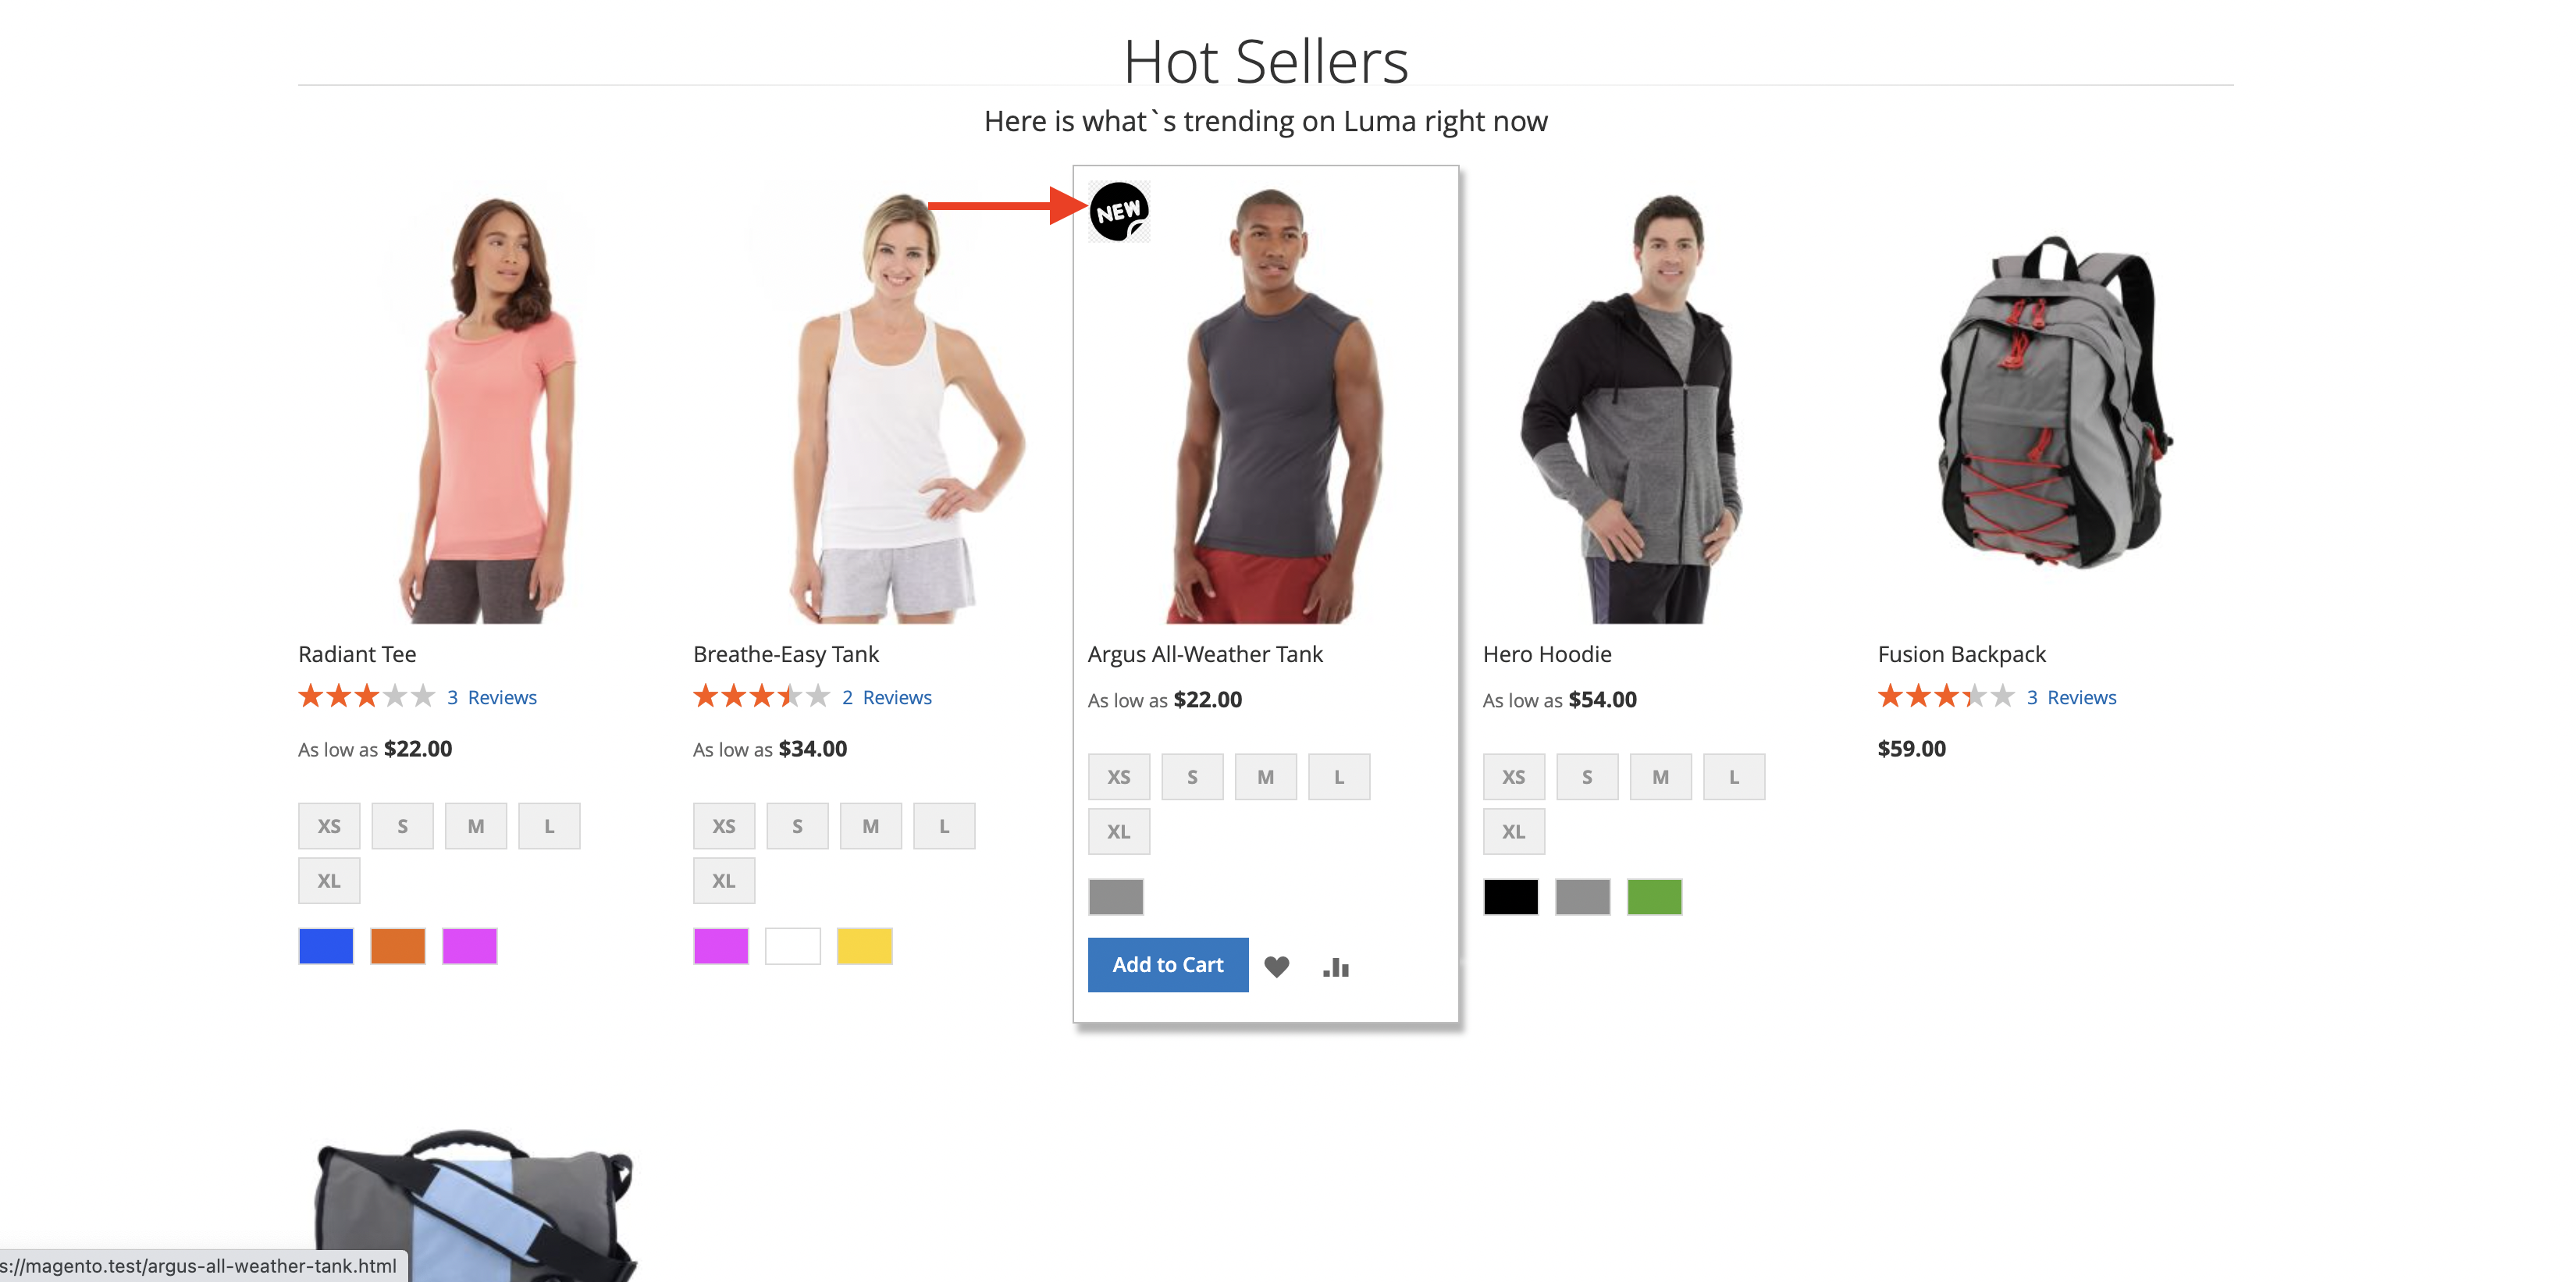 Hot Sellers
Here is what`s trending on Luma right now
NEW
Radiant Tee
3 Reviews
As low as $22.00
XS S M L
XL
Breathe-Easy Tank
2 Reviews
As low as $34.00
XS S M L
XL
Argus All-Weather Tank
As low as $22.00
XS S M L
XL
Add to Cart
Hero Hoodie
As low as $54.00
XS S M L
XL
Fusion Backpack
3 Reviews
$59.00
s://magento.test/argus-all-weather-tank.html